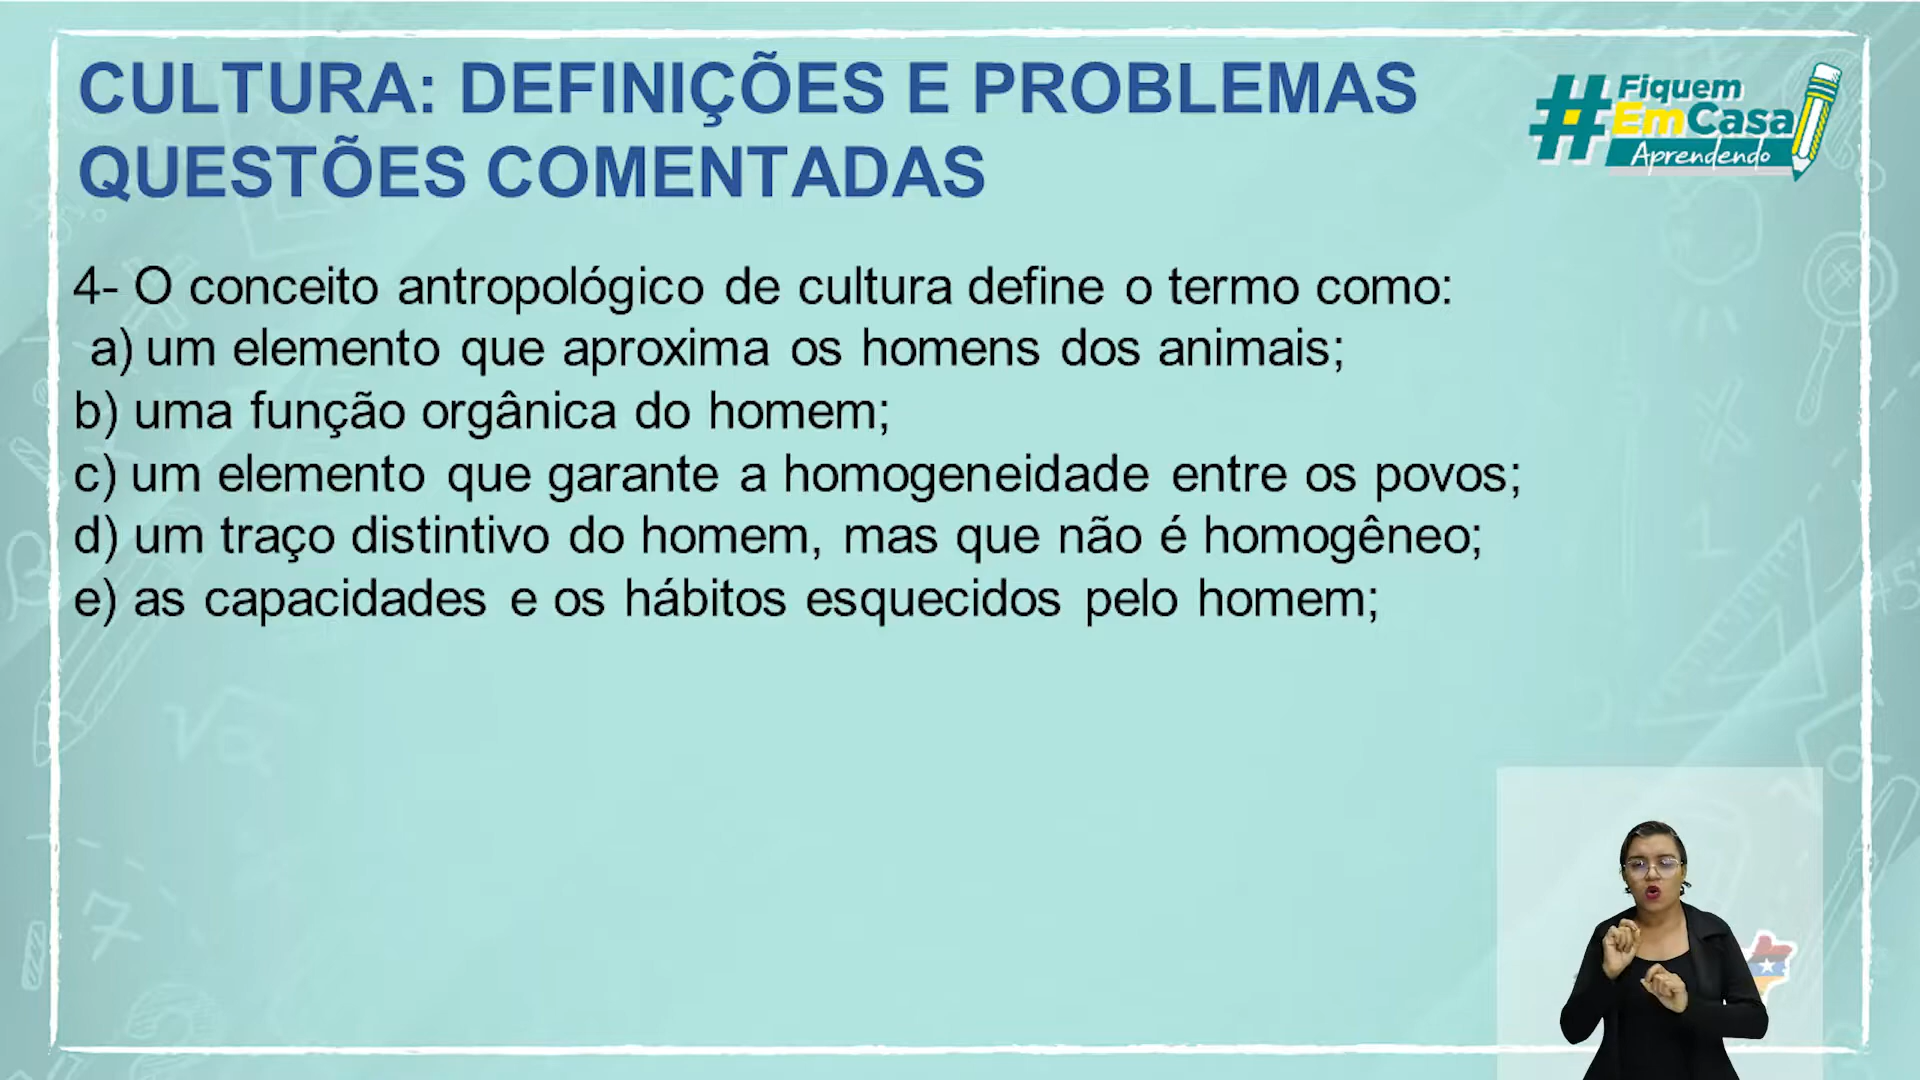 CULTURA: DEFINIÇÕES E PROBLEMAS
QUESTÕES COMENTADAS
#Fiquem
EmCasa
Aprendendo
4- O conceito antropológico de cultura define o termo como:
a) um elemento que aproxima os homens dos animais;
b) uma função orgânica do homem;
c) um elemento que garante a homogeneidade entre os povos;
d) um traço distintivo do homem, mas que não é homogêneo;
e) as capacidades e os hábitos esquecidos pelo homem;